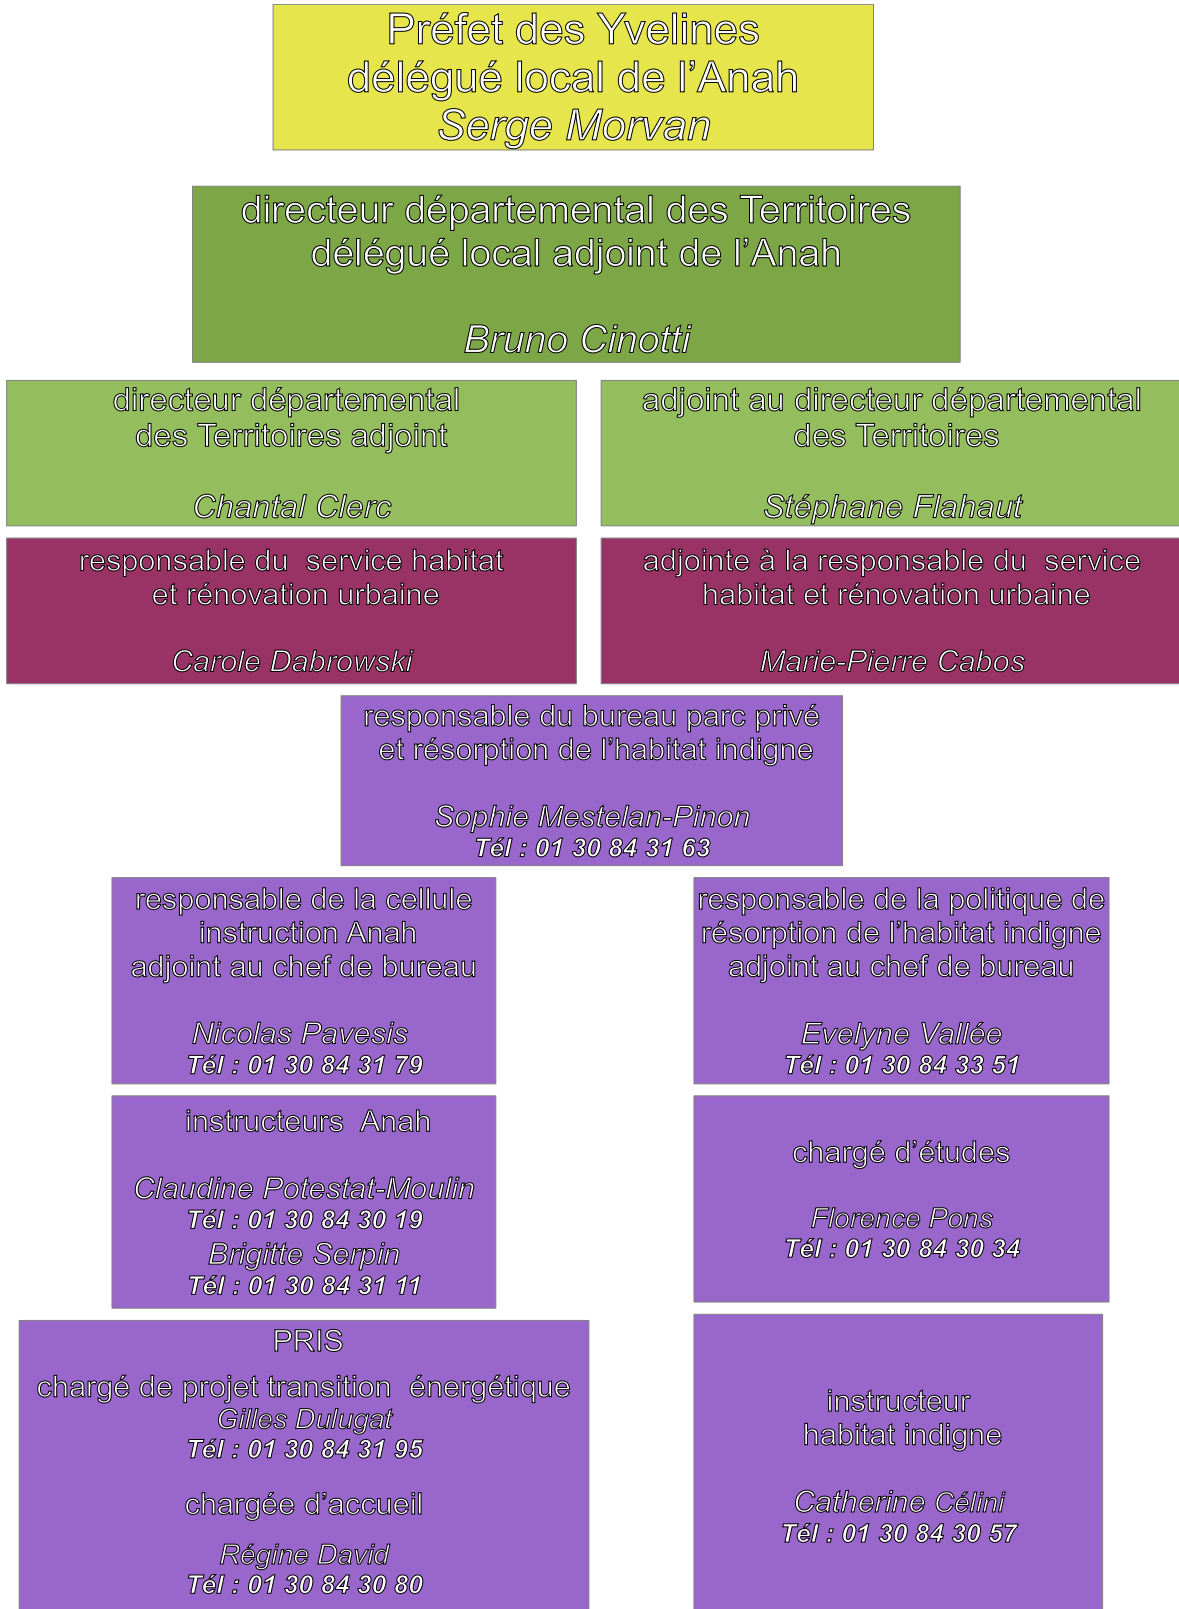 Préfet des Yvelines
délégué local de l'Anah
Serge Morvan
directeur départemental des Territoires
délégué local adjoint de l'Anah
Bruno Cinotti
directeur départemental
des Territoires adjoint
Chantal Clerc
adjoint au directeur départemental
des Territoires
Stéphane Flahaut
responsable du service habitat
et rénovation urbaine
Carole Dabrowski
adjointe à la responsable du service
habitat et rénovation urbaine
Marie-Pierre Cabos
responsable du bureau parc privé
et résorption de l'habitat indigne
Sophie Mestelan-Pinon
Tél : 01 30 84 31 63
responsable de la cellule
instruction Anah
adjoint au chef de bureau
Nicolas Pavesis
Tél : 01 30 84 31 79
responsable de la politique de
résorption de l'habitat indigne
adjoint au chef de bureau
Evelyne Vallée
Tél : 01 30 84 33 51
instructeurs Anah
Claudine Potestat-Moulin
Tél : 01 30 84 30 19
Brigitte Serpin
Tél : 01 30 84 31 11
chargé d'études
Florence Pons
Tél : 01 30 84 30 34
PRIS
chargé de projet transition énergétique
Gilles Dulugat
Tél : 01 30 84 31 95
chargée d'accueil
Régine David
Tél : 01 30 84 30 80
instructeur
habitat indigne
Catherine Célini
Tél : 01 30 84 30 57